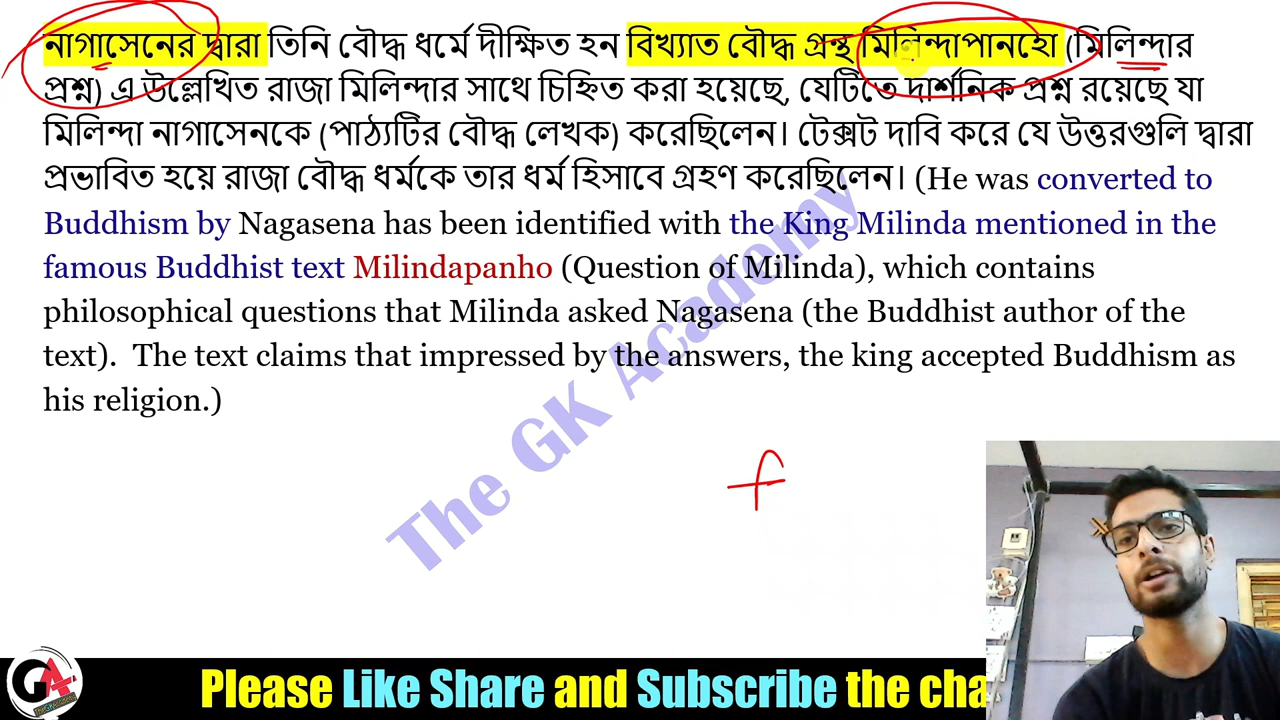 নাগাসেনের দ্বারা তিনি বৌদ্ধ ধর্মে দীক্ষিত হন বিখ্যাত বৌদ্ধ গ্রন্থ মিলিন্দাপানহো (মিলিন্দার
প্রশ্ন) এ উল্লেখিত রাজা মিলিন্দার সাথে চিহ্নিত করা হয়েছে, যেটিতে দার্শনিক প্রশ্ন রয়েছে যা
মিলিন্দা নাগাসেনকে (পাঠ্যটির বৌদ্ধ লেখক) করেছিলেন। টেক্সট দাবি করে যে উত্তরগুলি দ্বারা
প্রভাবিত হয়ে রাজা বৌদ্ধ ধর্মকে তার ধর্ম হিসাবে গ্রহণ করেছিলেন। (He was converted to
Buddhism by Nagasena has been identified with the King Milinda mentioned in the
famous Buddhist text Milindapanho (Question of Milinda), which contains
philosophical questions that Milinda asked Nagasena (the Buddhist author of the
text). The text claims that impressed by the answers, the king accepted Buddhism as
his religion.)
The GK Academy
Please Like Share and Subscribe the cha